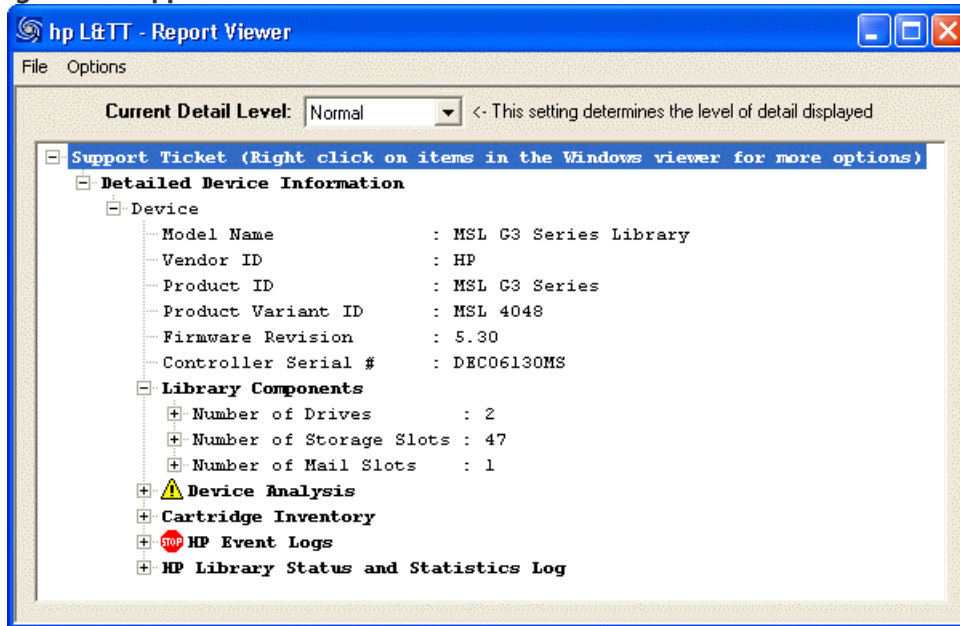 hp L&TT - Report Viewer
File Options
Current Detail Level: Normal <- This setting determines the level of detail displayed
Support Ticket (Right click on items in the Windows viewer for more options)
Detailed Device Information
Device
Model Name : MSL G3 Series Library
Vendor ID : HP
Product ID : MSL G3 Series
Product Variant ID : MSL 4048
Firmware Revision : 5.30
Controller Serial # : DEC06130MS
Library Components
Number of Drives : 2
Number of Storage Slots : 47
Number of Mail Slots : 1
Device Analysis
Cartridge Inventory
STOP HP Event Logs
HP Library Status and Statistics Log